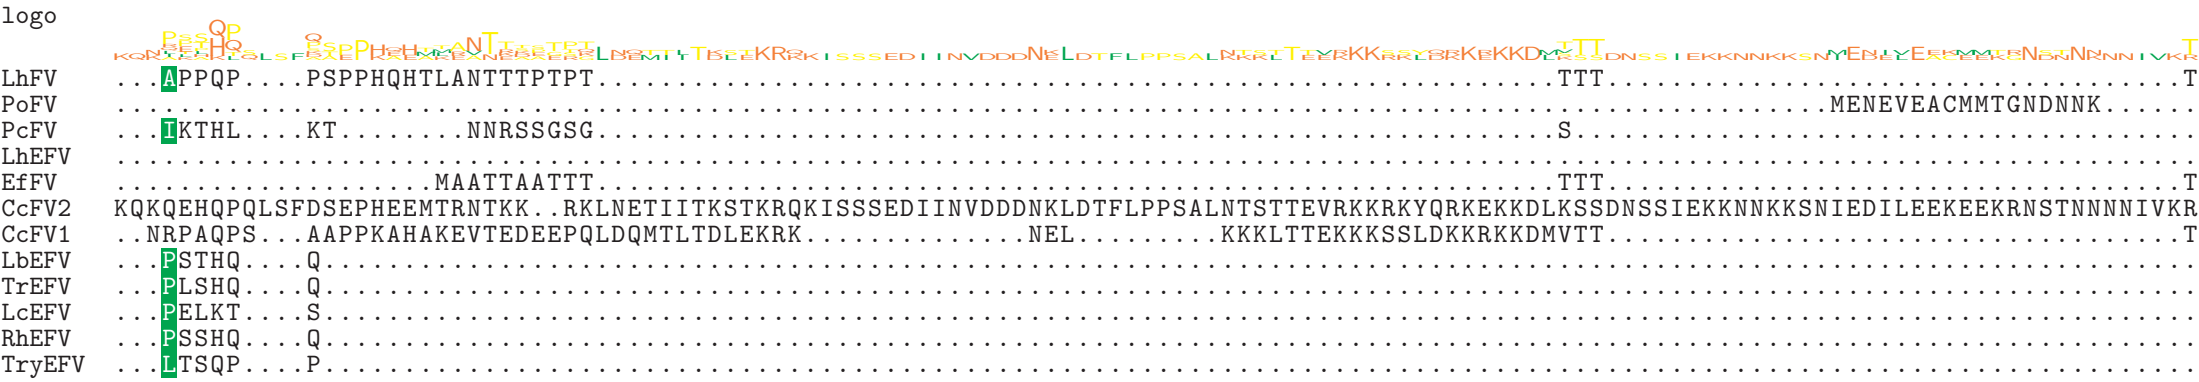 logo
LhFV ...APPQP....PSPPHQHTLANTTTPTPT............................................................TTT....................................T
PoFV ...........................................................................................................MENEVEACMMTGNDNNK......
PcFV ...IKTHL....KT........NNRSSGSG............................................................S.......................................
LhEFV ..................................................................................................................................
EfFV ....................MAATTAATTT............................................................TTT....................................T
CcFV2 KQKQEHQPQLSFDSEPHEEMTRNTKK..RKLNETIITKSTKRQKISSSEDIINVDDDNKLDTFLPPSALNTSTTEVRKKRKYQRKEKKDLKSSDNSSIEKKNNKKSNIEDILEEKEEKRNSTNNNNIVKR
CcFV1 ..NRPAQPS...AAPPKAHAKEVTEDEEPQLDQMTLTDLEKRK..............NEL.........KKKLTTEKKKSSLDKKRKKDMVTT....................................T
LbEFV ...PSTHQ....Q.....................................................................................................................
TrEFV ...PLSHQ....Q.....................................................................................................................
LcEFV ...PELKT....S.....................................................................................................................
RhEFV ...PSSHQ....Q.....................................................................................................................
TryEFV ...LTSQP....P.....................................................................................................................